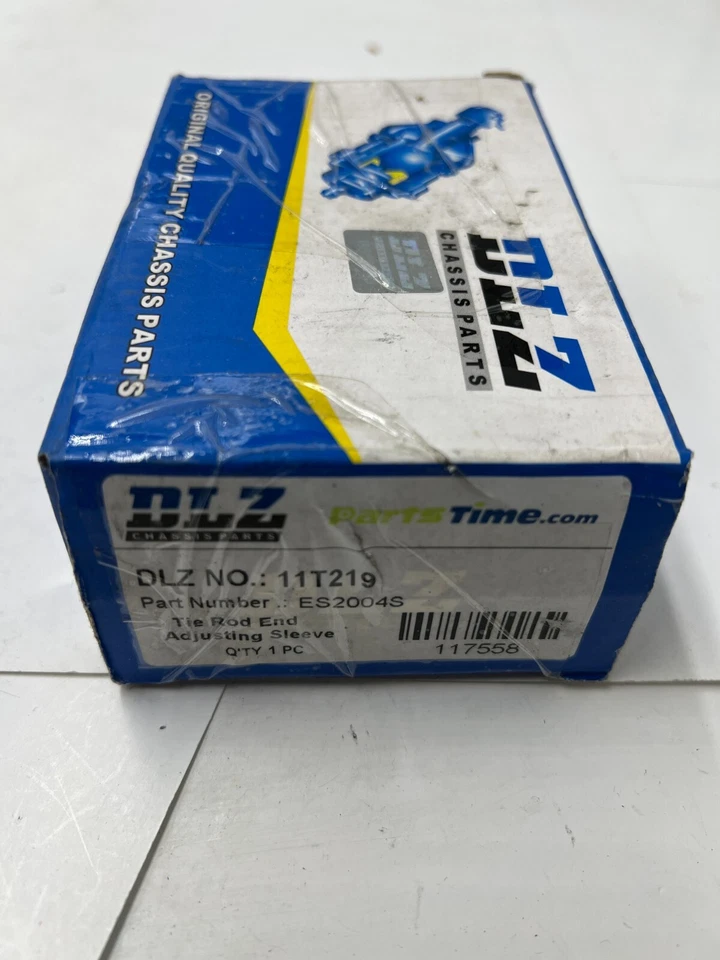 ORIGINAL QUALITY CHASSIS PARTS
DLZ
CHASSIS PARTS
DLZ
DLZ
CHASSIS PARTS
PartsTime.com
DLZ NO.: 11T219
Part Number .: ES2004S
Tie Rod End
Adjusting Sleeve
Q'TY 1 PC
117558